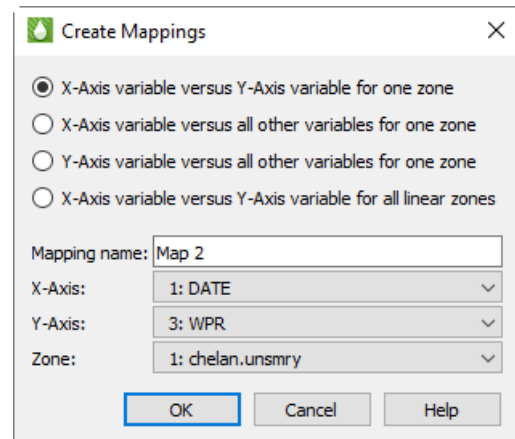 Create Mappings
X-Axis variable versus Y-Axis variable for one zone
X-Axis variable versus all other variables for one zone
Y-Axis variable versus all other variables for one zone
X-Axis variable versus Y-Axis variable for all linear zones
Mapping name: Map 2
X-Axis: 1: DATE
Y-Axis: 3: WPR
Zone: 1: chelan.unsmry
OK Cancel Help